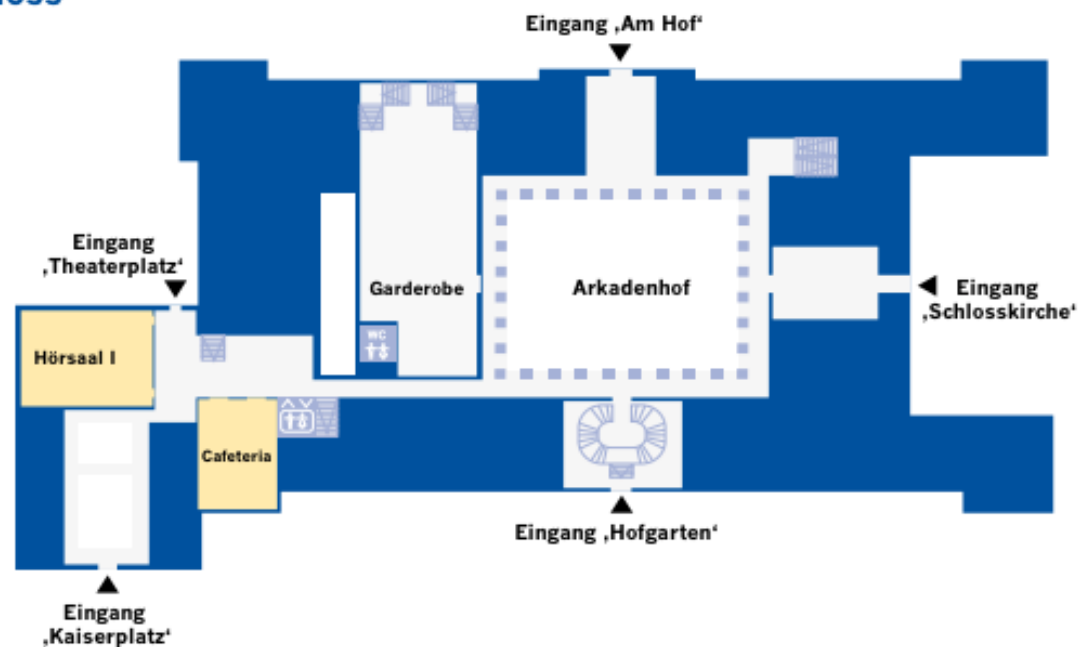 Eingang ‚Am Hof‘
Eingang
‚Theaterplatz‘
Garderobe
Arkadenhof
Eingang
‚Schlosskirche‘
WC
Hörsaal I
Cafeteria
Eingang ‚Hofgarten‘
Eingang
‚Kaiserplatz‘